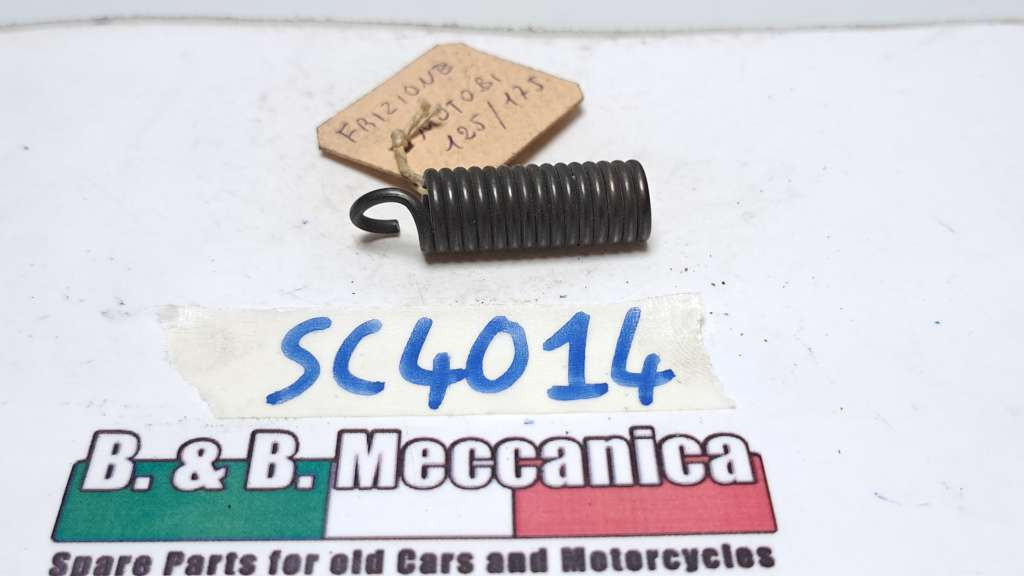 FRIZIONE
MOTOBI
125/175
SC4014
B. & B. Meccanica
Spare Parts for old Cars and Motorcycles